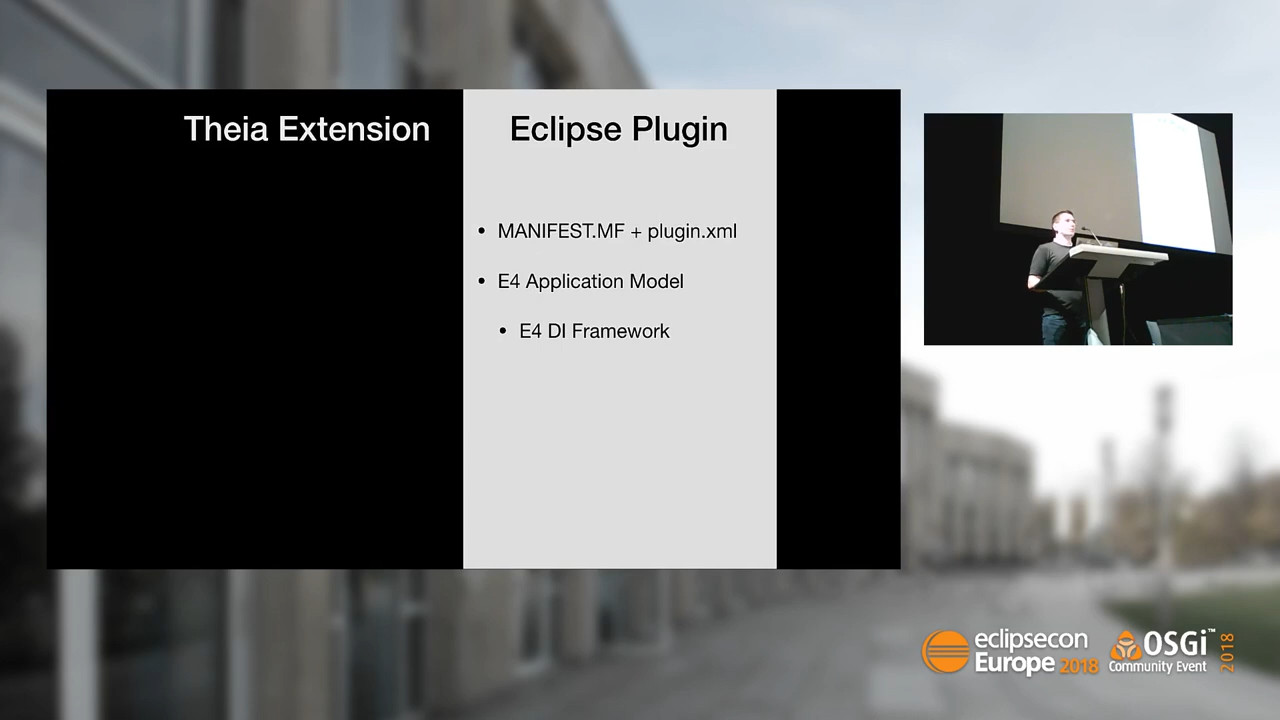 Theia Extension
Eclipse Plugin
• MANIFEST.MF + plugin.xml
• E4 Application Model
• E4 DI Framework
eclipsecon
Europe 2018
OSGi™
Community Event
2018